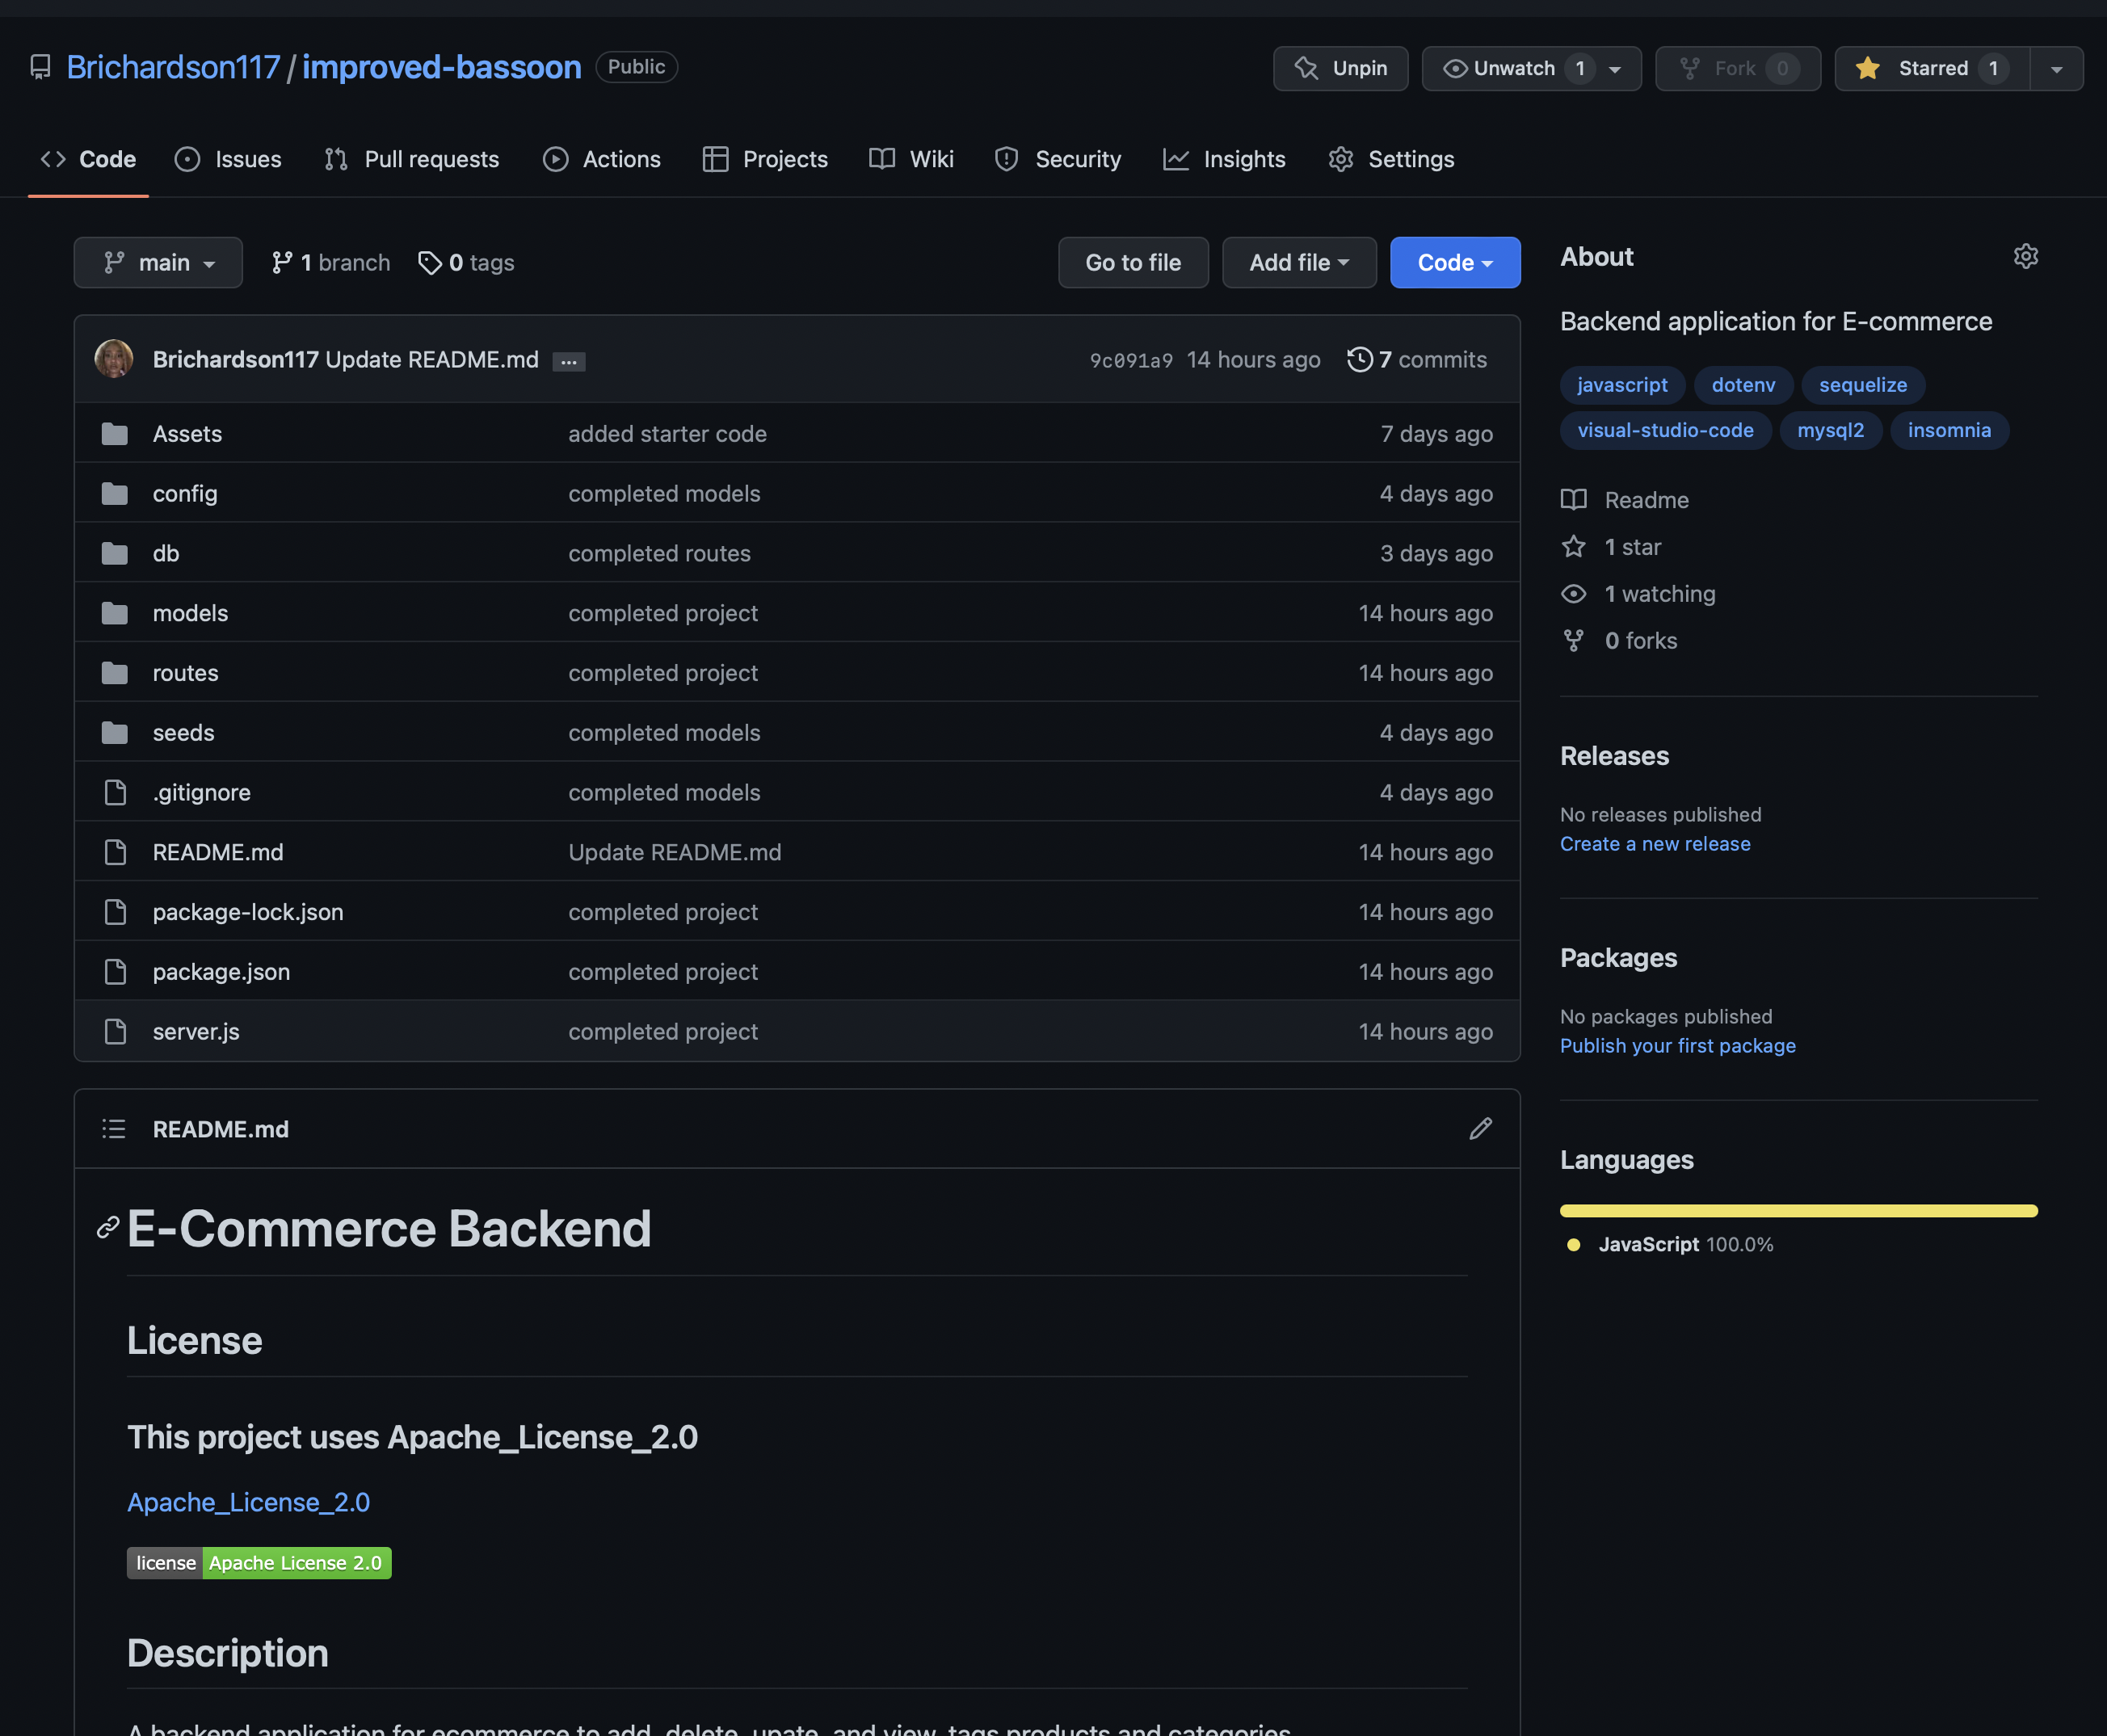 Brichardson117 / improved-bassoon Public
Unpin Unwatch 1 Fork 0 Starred 1
Code Issues Pull requests Actions Projects Wiki Security Insights Settings
main 1 branch 0 tags Go to file Add file Code
Brichardson117 Update README.md ... 9c091a9 14 hours ago 7 commits
Assets added starter code 7 days ago
config completed models 4 days ago
db completed routes 3 days ago
models completed project 14 hours ago
routes completed project 14 hours ago
seeds completed models 4 days ago
.gitignore completed models 4 days ago
README.md Update README.md 14 hours ago
package-lock.json completed project 14 hours ago
package.json completed project 14 hours ago
server.js completed project 14 hours ago
README.md
E-Commerce Backend
License
This project uses Apache_License_2.0
Apache_License_2.0
license Apache License 2.0
Description
A backend application for ecommerce to add, delete, upate, and view, tags products and categories
About
Backend application for E-commerce
javascript dotenv sequelize
visual-studio-code mysql2 insomnia
Readme
1 star
1 watching
0 forks
Releases
No releases published
Create a new release
Packages
No packages published
Publish your first package
Languages
JavaScript 100.0%